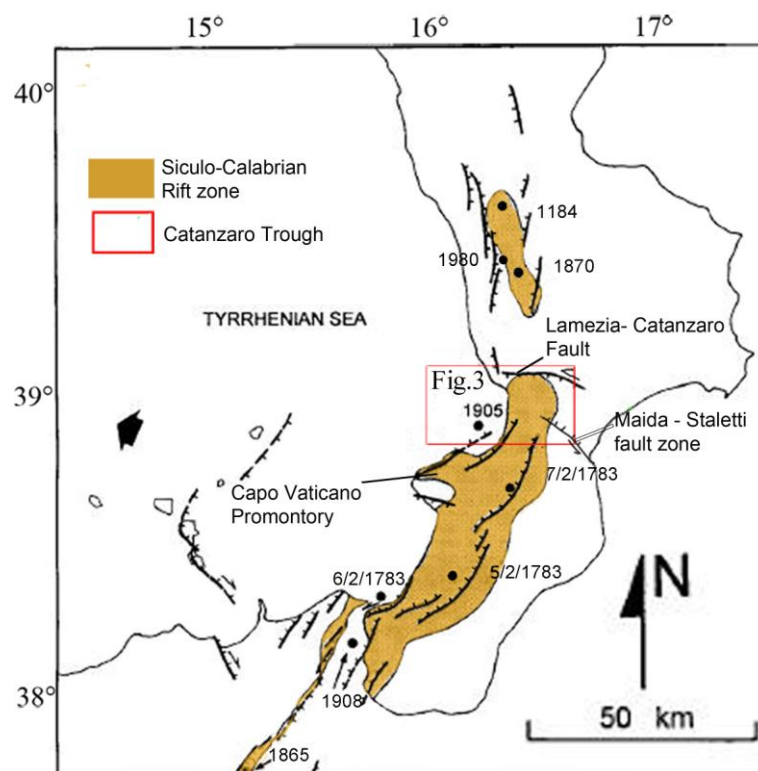 15° 16° 17°
40°
Siculo-Calabrian
Rift zone
Catanzaro Trough
1184
1980
1870
TYRRHENIAN SEA
Lamezia- Catanzaro
Fault
39°
Fig.3
1905
Maida - Staletti
fault zone
7/2/1783
Capo Vaticano
Promontory
6/2/1783
5/2/1783
N
38°
1908
50 km
1865